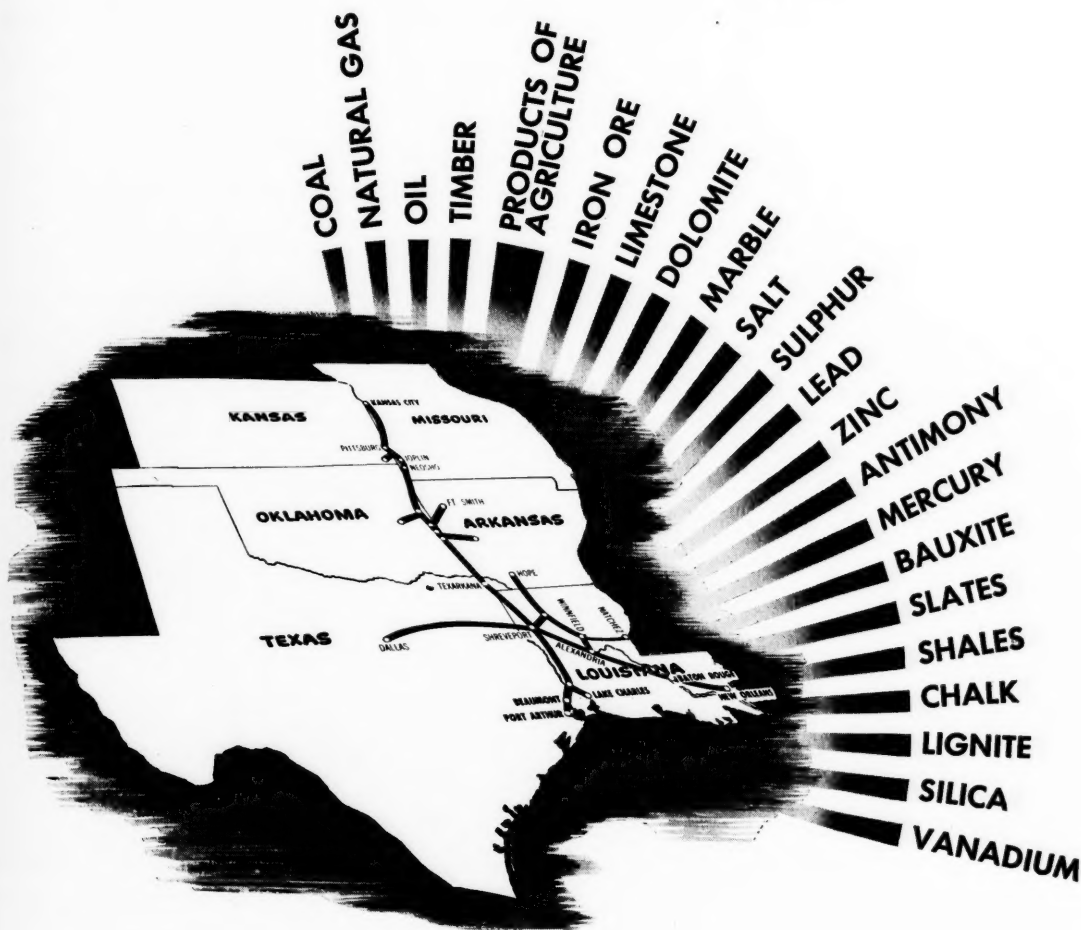 COAL
NATURAL GAS
OIL
TIMBER
PRODUCTS OF
AGRICULTURE
IRON ORE
LIMESTONE
DOLOMITE
MARBLE
SALT
SULPHUR
LEAD
ZINC
ANTIMONY
MERCURY
BAUXITE
SLATES
SHALES
CHALK
LIGNITE
SILICA
VANADIUM
KANSAS
KANSAS CITY
MISSOURI
PITTSBURG
JOPLIN
NEOSHO
FT SMITH
OKLAHOMA
ARKANSAS
TEXARKANA
HOPE
WINNFIELD
NATCHEZ
TEXAS
DALLAS
SHREVEPORT
ALEXANDRIA
LOUISIANA
BATON ROUGE
BEAUMONT
LAKE CHARLES
NEW ORLEANS
PORT ARTHUR